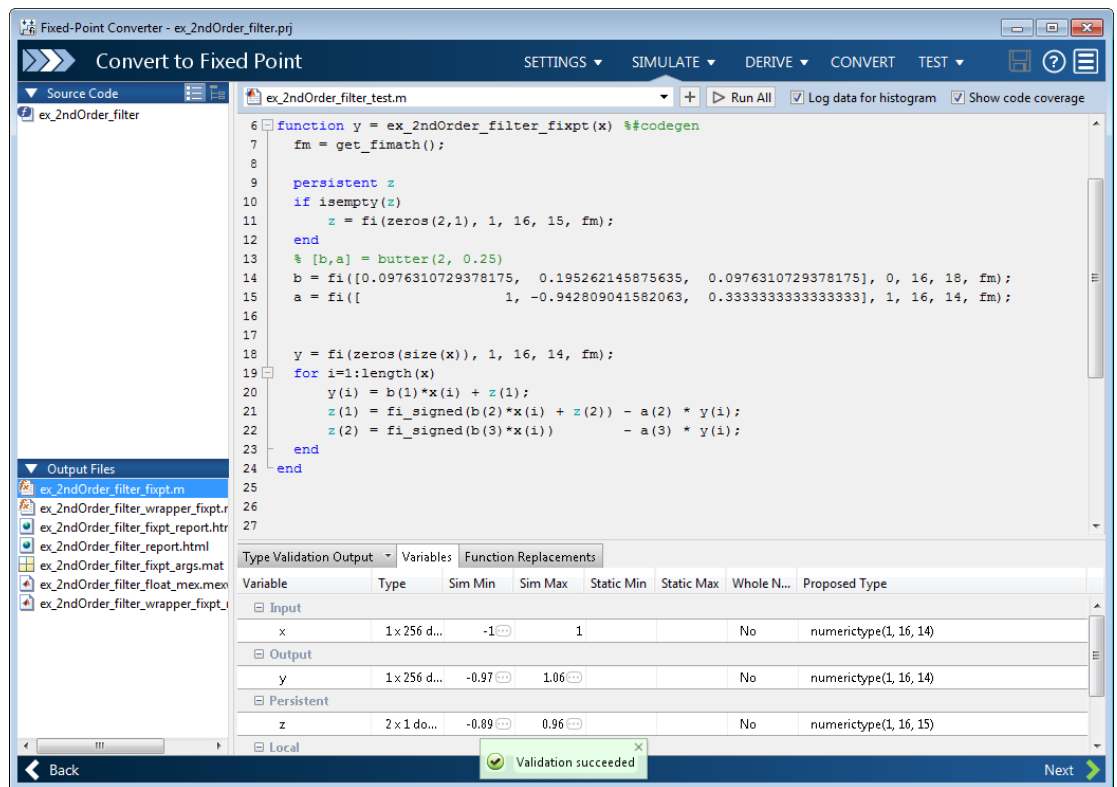 Fixed-Point Converter - ex_2ndOrder_filter.prj
Convert to Fixed Point SETTINGS SIMULATE DERIVE CONVERT TEST
Source Code
ex_2ndOrder_filter
ex_2ndOrder_filter_test.m + Run All Log data for histogram Show code coverage
6 function y = ex_2ndOrder_filter_fixpt(x) %#codegen
7 fm = get_fimath();
8
9 persistent z
10 if isempty(z)
11 z = fi(zeros(2,1), 1, 16, 15, fm);
12 end
13 % [b,a] = butter(2, 0.25)
14 b = fi([0.0976310729378175, 0.195262145875635, 0.0976310729378175], 0, 16, 18, fm);
15 a = fi([ 1, -0.942809041582063, 0.3333333333333333], 1, 16, 14, fm);
16
17
18 y = fi(zeros(size(x)), 1, 16, 14, fm);
19 for i=1:length(x)
20 y(i) = b(1)*x(i) + z(1);
21 z(1) = fi_signed(b(2)*x(i) + z(2)) - a(2) * y(i);
22 z(2) = fi_signed(b(3)*x(i)) - a(3) * y(i);
23 end
24 end
25
26
27
Output Files
ex_2ndOrder_filter_fixpt.m
ex_2ndOrder_filter_wrapper_fixpt.r
ex_2ndOrder_filter_fixpt_report.htr
ex_2ndOrder_filter_report.html
ex_2ndOrder_filter_fixpt_args.mat
ex_2ndOrder_filter_float_mex.mex
ex_2ndOrder_filter_wrapper_fixpt_
Type Validation Output Variables Function Replacements
Variable Type Sim Min Sim Max Static Min Static Max Whole N... Proposed Type
Input
x 1 x 256 d... -1 1 No numerictype(1, 16, 14)
Output
y 1 x 256 d... -0.97 1.06 No numerictype(1, 16, 14)
Persistent
z 2 x 1 do... -0.89 0.96 No numerictype(1, 16, 15)
Local
Validation succeeded
Back Next